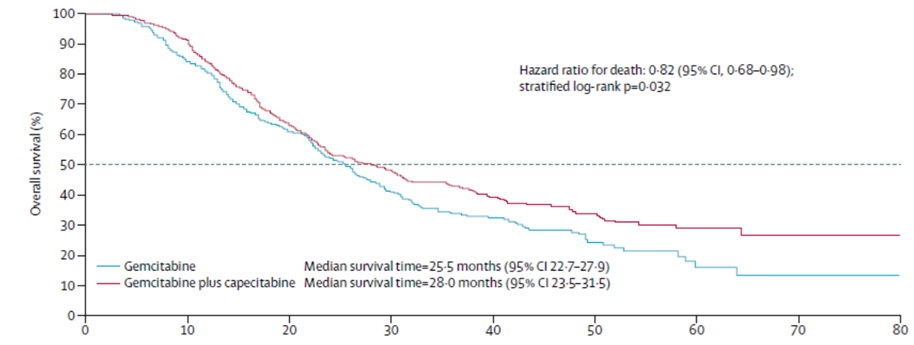 100
90
80
70
60
50
40
30
20
10
0
Overall survival (%)
Hazard ratio for death: 0·82 (95% CI, 0·68–0·98);
stratified log-rank p=0·032
Gemcitabine Median survival time=25·5 months (95% CI 22·7–27·9)
Gemcitabine plus capecitabine Median survival time=28·0 months (95% CI 23·5–31·5)
0 10 20 30 40 50 60 70 80